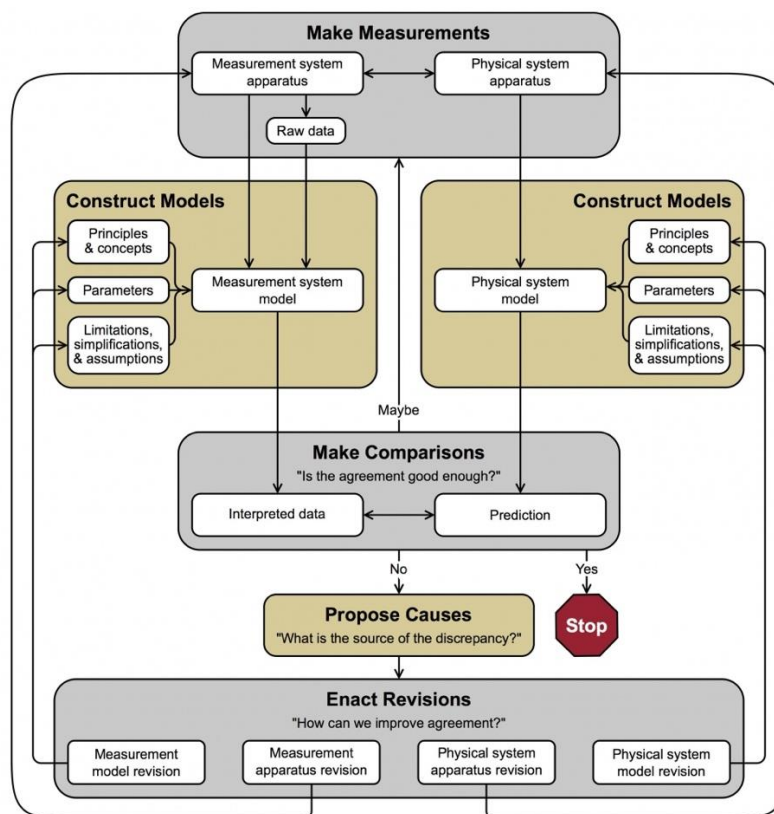 Make Measurements
Measurement system
apparatus
Physical system
apparatus
Raw data
Construct Models
Principles
& concepts
Parameters
Limitations,
simplifications,
& assumptions
Measurement system
model
Construct Models
Physical system
model
Principles
& concepts
Parameters
Limitations,
simplifications,
& assumptions
Maybe
Make Comparisons
"Is the agreement good enough?"
Interpreted data
Prediction
No
Yes
Propose Causes
"What is the source of the discrepancy?"
Stop
Enact Revisions
"How can we improve agreement?"
Measurement
model revision
Measurement
apparatus revision
Physical system
apparatus revision
Physical system
model revision